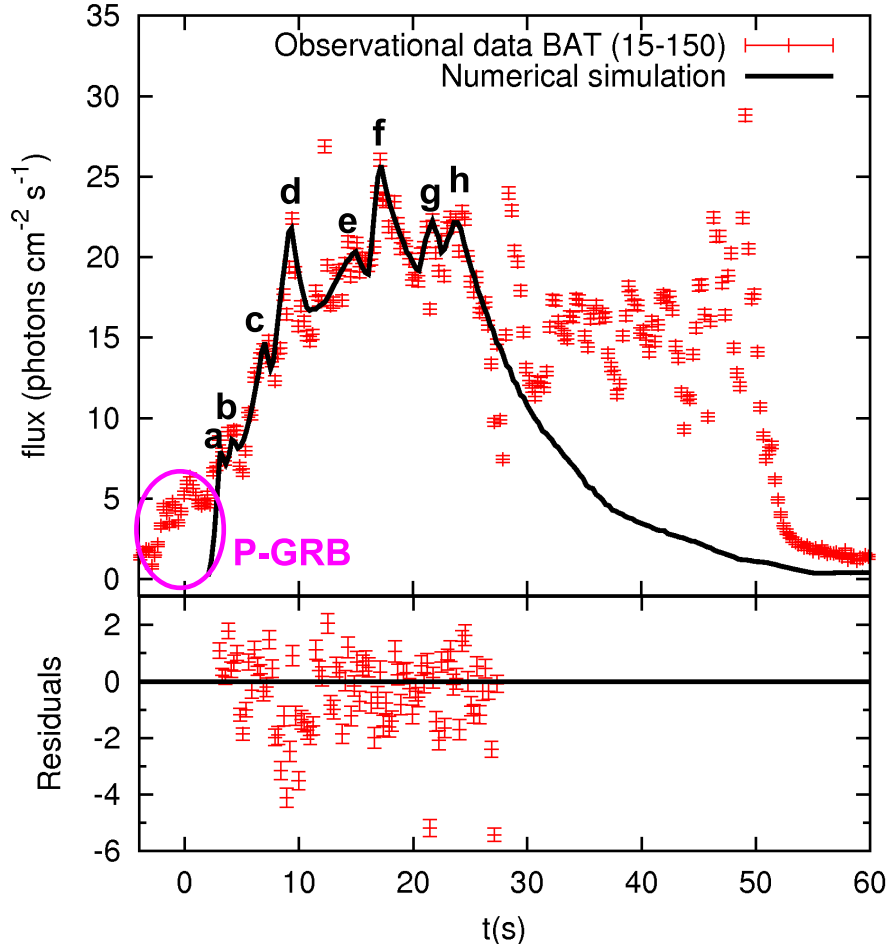 Observational data BAT (15-150)
Numerical simulation
flux (photons cm-2 s-1)
35
30
25
20
15
10
5
0
a
b
c
d
e
f
g
h
P-GRB
Residuals
2
0
-2
-4
-6
0 10 20 30 40 50 60
t(s)